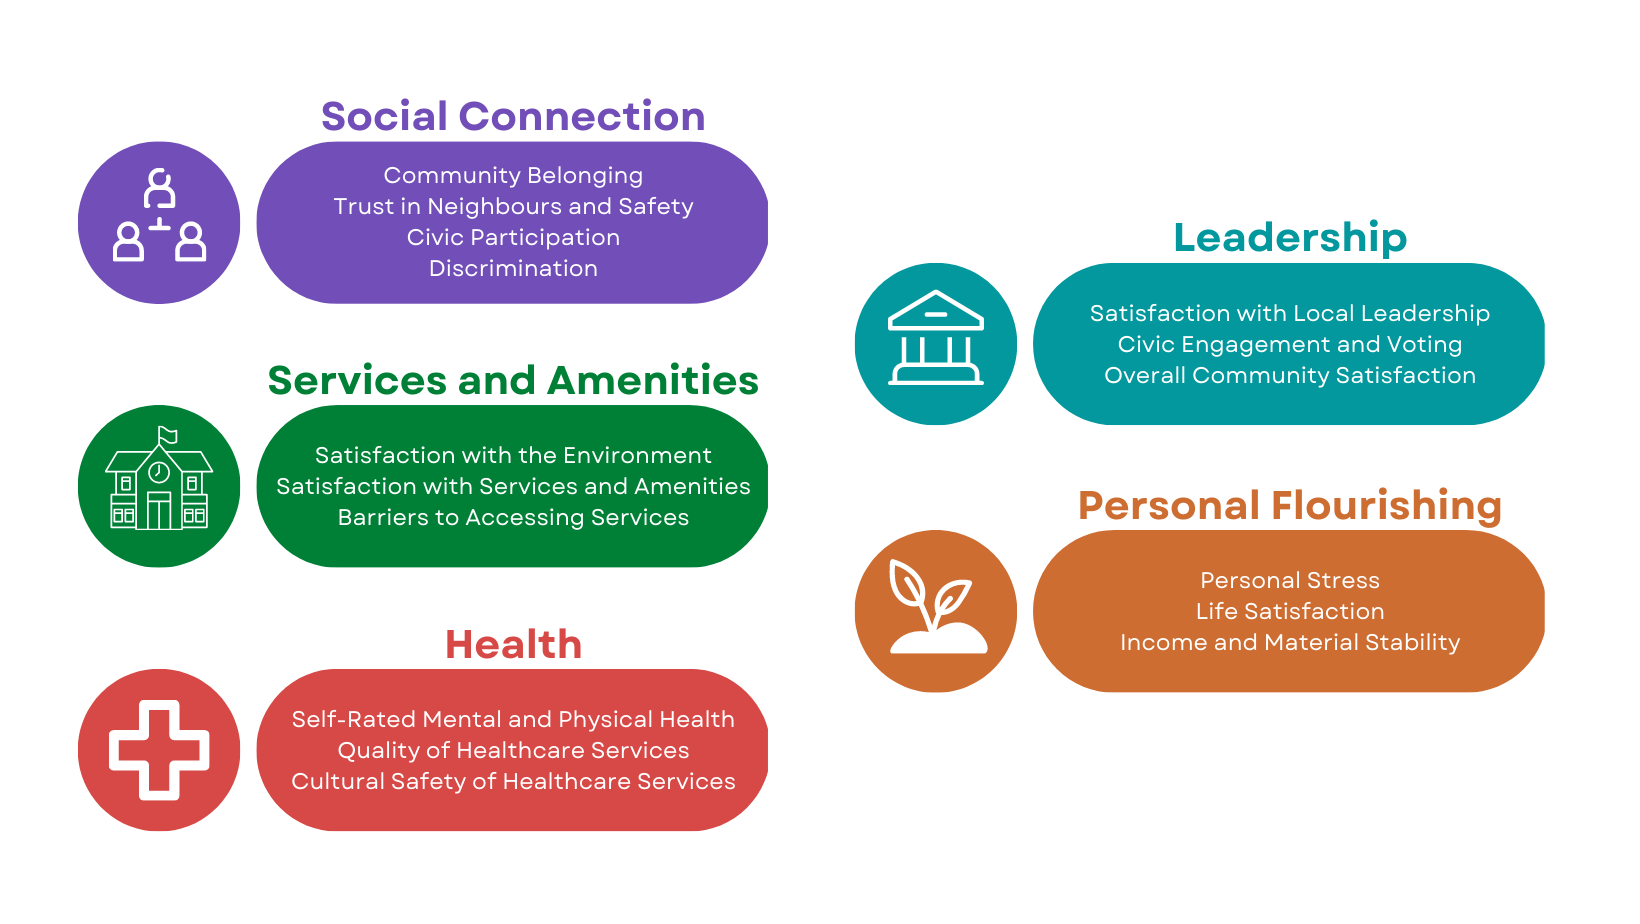 Social Connection
Community Belonging
Trust in Neighbours and Safety
Civic Participation
Discrimination
Services and Amenities
Satisfaction with the Environment
Satisfaction with Services and Amenities
Barriers to Accessing Services
Health
Self-Rated Mental and Physical Health
Quality of Healthcare Services
Cultural Safety of Healthcare Services
Leadership
Satisfaction with Local Leadership
Civic Engagement and Voting
Overall Community Satisfaction
Personal Flourishing
Personal Stress
Life Satisfaction
Income and Material Stability